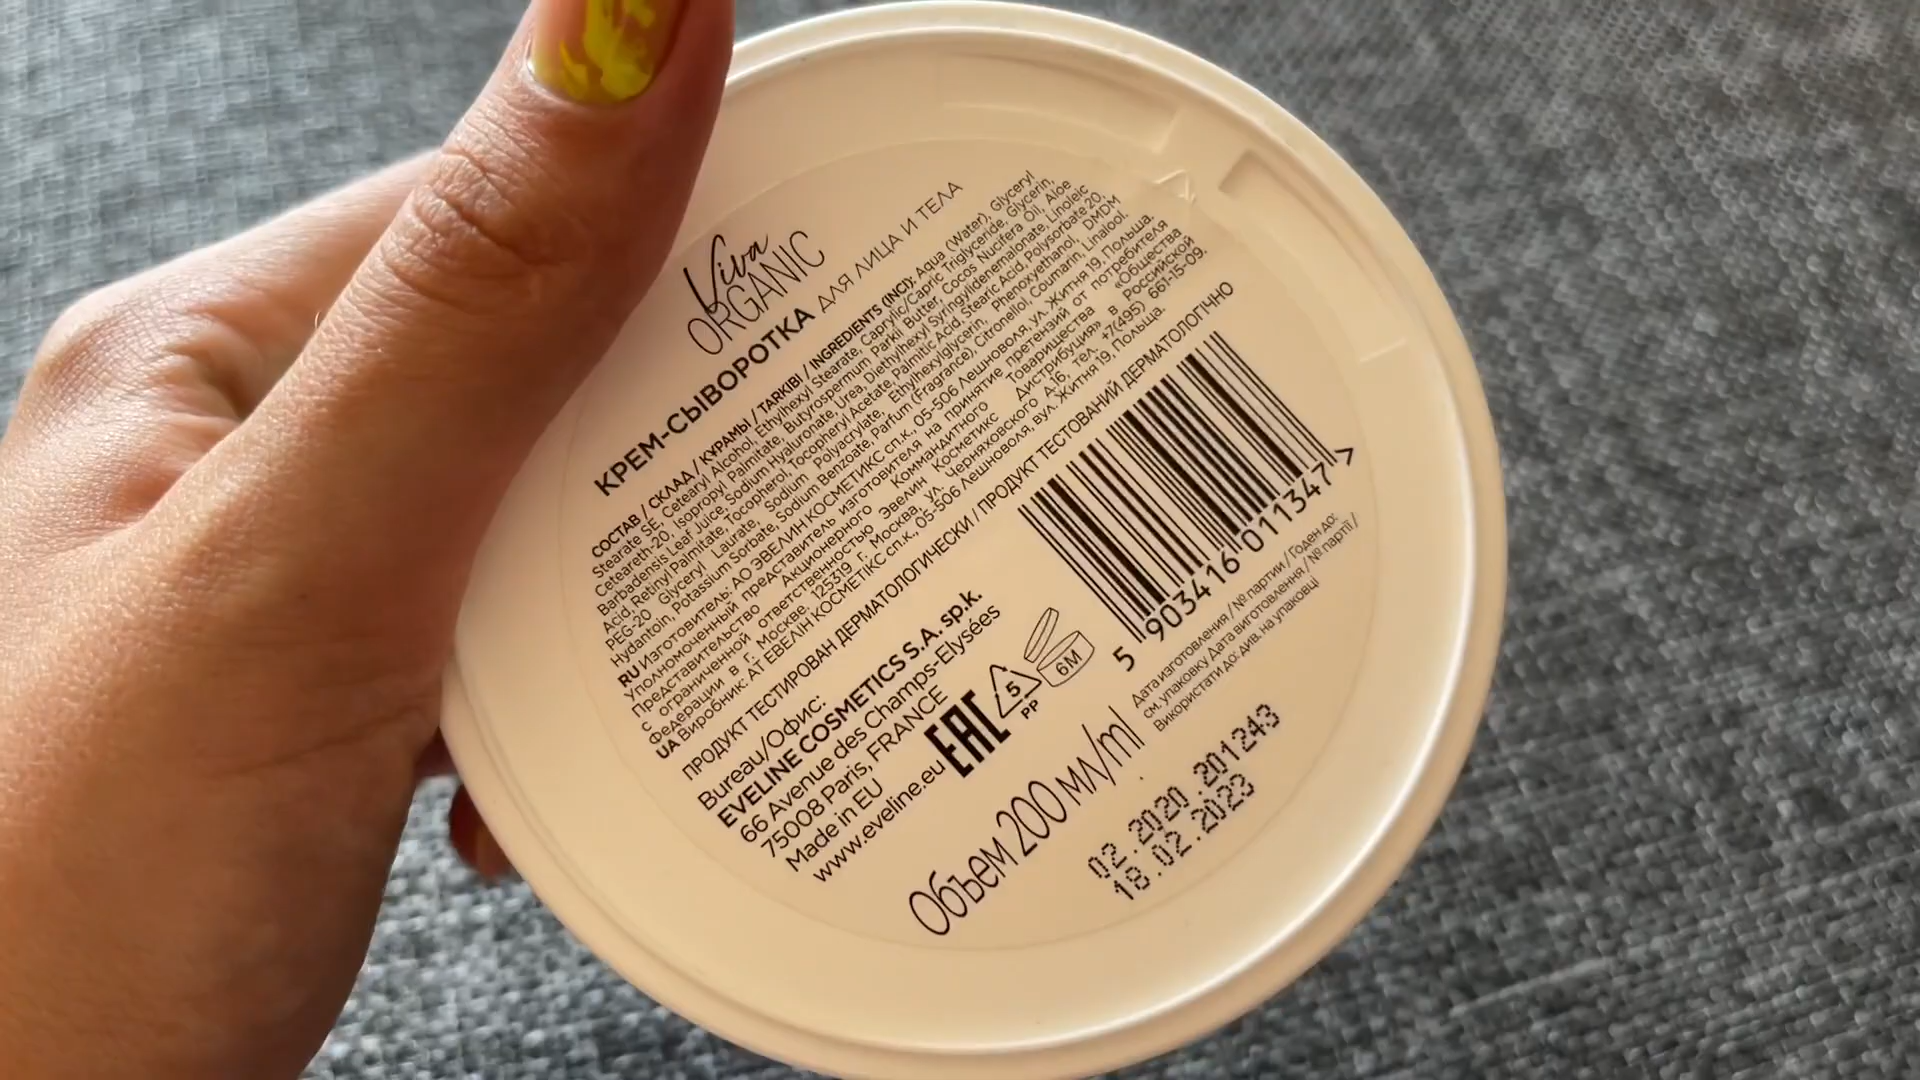 Viva
ORGANIC
КРЕМ-СЫВОРОТКА ДЛЯ ЛИЦА И ТЕЛА
СОСТАВ / СКЛАД / ҚҰРАМЫ / TARKIBI / INGREDIENTS (INCI): Aqua (Water), Glyceryl
Stearate SE, Cetearyl Alcohol, Ethylhexyl Stearate, Caprylic/Capric Triglyceride, Glycerin,
Ceteareth-20, Isopropyl Palmitate, Butyrospermum Parkii Butter, Cocos Nucifera Oil, Aloe
Barbadensis Leaf Juice, Sodium Hyaluronate, Urea, Diethylhexyl Syringylidenemalonate, Linoleic
Acid, Retinyl Palmitate, Tocopherol, Tocopheryl Acetate, Palmitic Acid, Stearic Acid, Polysorbate 20,
PEG-20 Glyceryl Laurate, Sodium Polyacrylate, Ethylhexylglycerin, Phenoxyethanol, DMDM
Hydantoin, Potassium Sorbate, Sodium Benzoate, Parfum (Fragrance), Citronellol, Coumarin, Linalool.
RU Изготовитель: АО ЭВЕЛИН КОСМЕТИКС сп.к., 05-506 Лешноволя, ул. Житня 19, Польша.
Уполномоченный представитель изготовителя на принятие претензий от потребителя
Представительство Акционерного Коммандитного Товарищества «Общества
с ограниченной ответственностью Эвелин Косметикс Дистрибуция» в Российской
Федерации в г. Москве. 125319 г. Москва, ул. Черняховского д.16, тел. +7(495) 661-15-09.
UA Виробник: АТ ЕВЕЛІН КОСМЕТІКС сп.к., 05-506 Лешноволя, вул. Житня 19, Польща.
ПРОДУКТ ТЕСТИРОВАН ДЕРМАТОЛОГИЧЕСКИ / ПРОДУКТ ТЕСТОВАНИЙ ДЕРМАТОЛОГІЧНО
Bureau/Офис:
EVELINE COSMETICS S.A. sp.k.
66 Avenue des Champs-Elysées
75008 Paris, FRANCE
Made in EU
www.eveline.eu
EAC
5
PP
6M
5 903416 011347 >
Дата изготовления / № партии / Годен до:
см. упаковку Дата виготовлення / № партії /
Використати до: див. на упаковці
Объем 200 мл/ml
02.2020 201243
18.02.2023